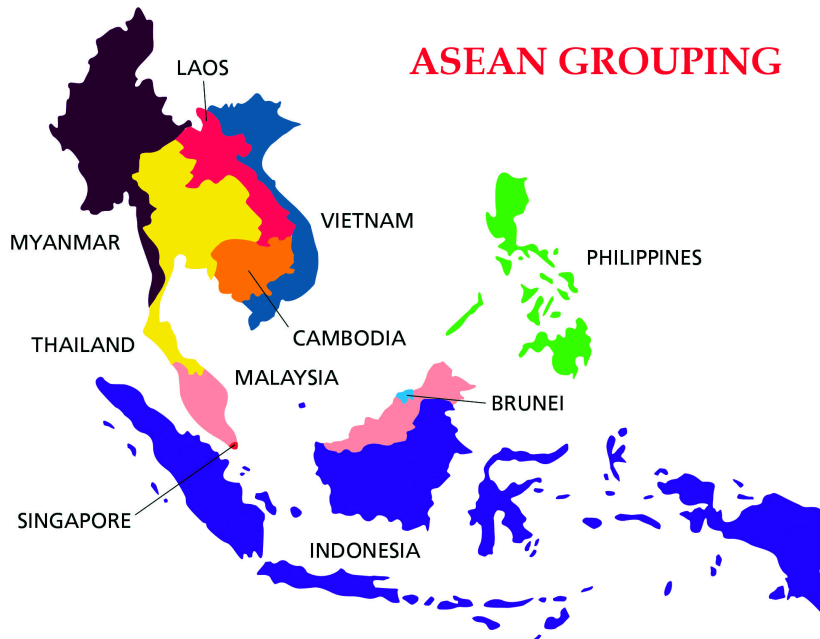 ASEAN GROUPING
LAOS
VIETNAM
MYANMAR
PHILIPPINES
CAMBODIA
THAILAND
MALAYSIA
BRUNEI
SINGAPORE
INDONESIA